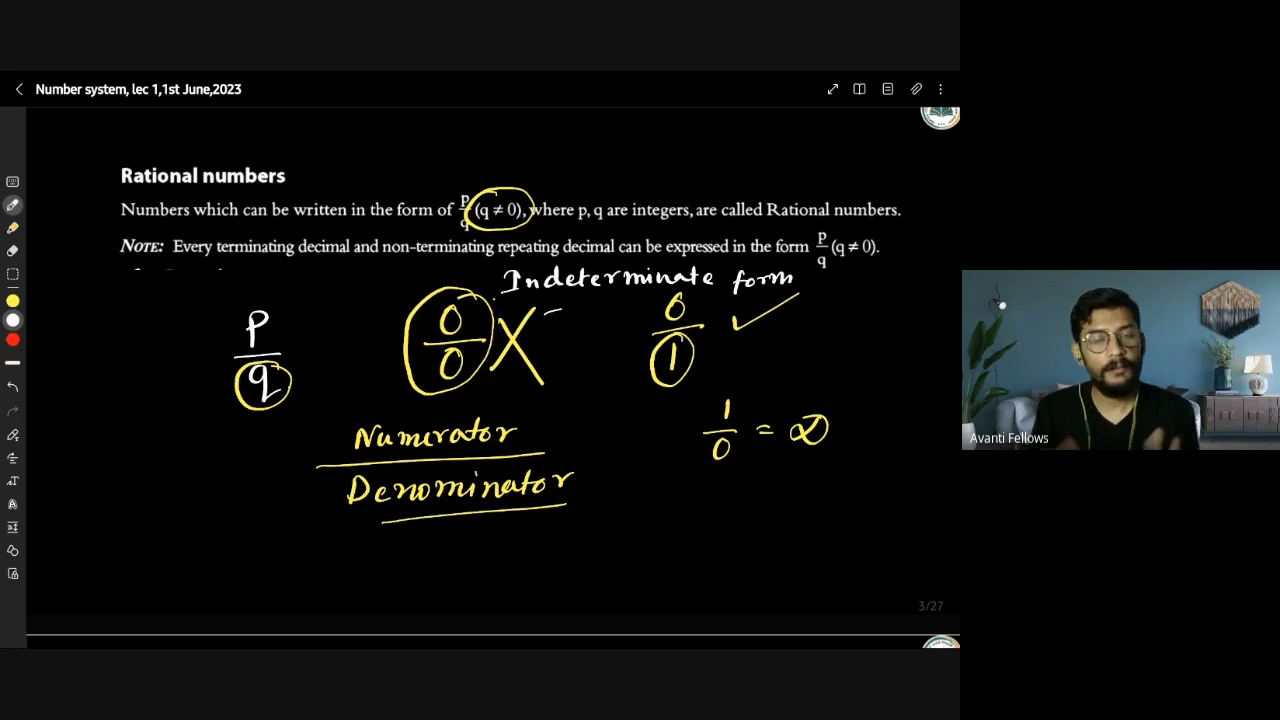 Number system, lec 1,1st June,2023
Rational numbers
Numbers which can be written in the form of p/q (q ≠ 0), where p, q are integers, are called Rational numbers.
NOTE: Every terminating decimal and non-terminating repeating decimal can be expressed in the form p/q (q ≠ 0).
Indeterminate form
p/q 0/0 X 0/1 ✓
Numerator
Denominator
1/0 = ∞
Avanti Fellows
3/27